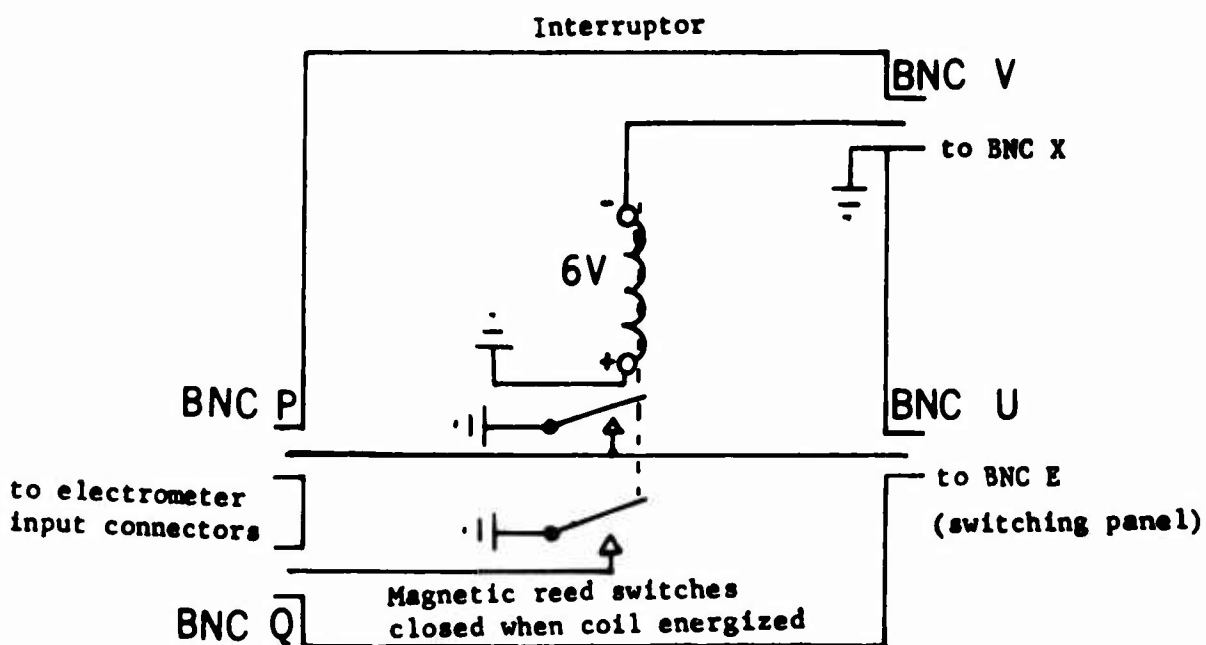 Interruptor
BNC V
to BNC X
-
6V
+
BNC P
BNC U
to electrometer
input connectors
to BNC E
(switching panel)
Magnetic reed switches
closed when coil energized
BNC Q